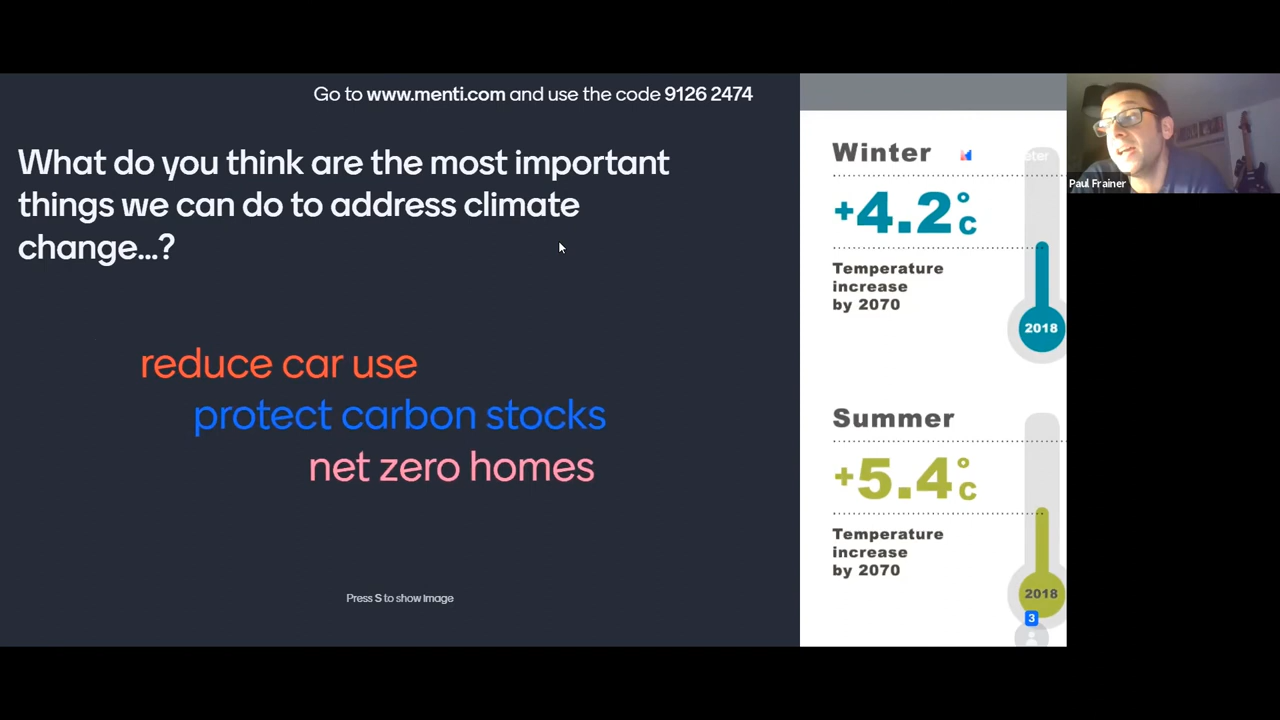 Go to www.menti.com and use the code 9126 2474
What do you think are the most important
things we can do to address climate
change...?
reduce car use
protect carbon stocks
net zero homes
Press S to show image
Winter
+4.2°C
Temperature
increase
by 2070
2018
Summer
+5.4°C
Temperature
increase
by 2070
2018
3
Paul Frainer